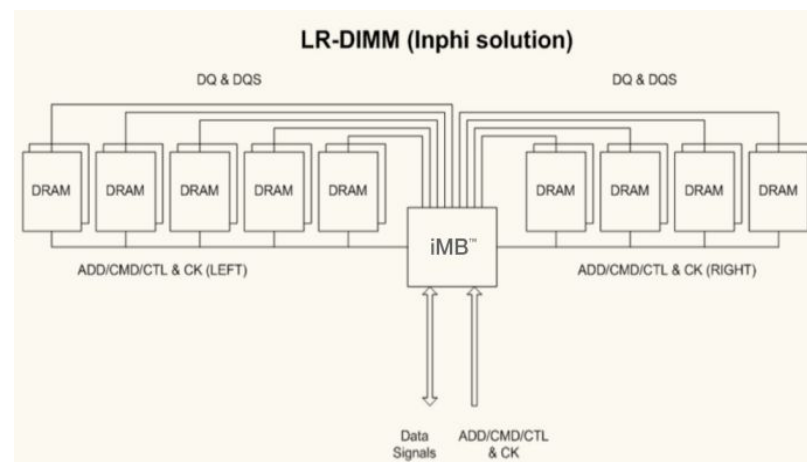 LR-DIMM (Inphi solution)
DQ & DQS
DQ & DQS
DRAM
DRAM
DRAM
DRAM
DRAM
DRAM
DRAM
DRAM
DRAM
iMB™
ADD/CMD/CTL & CK (LEFT)
ADD/CMD/CTL & CK (RIGHT)
Data
Signals
ADD/CMD/CTL
& CK